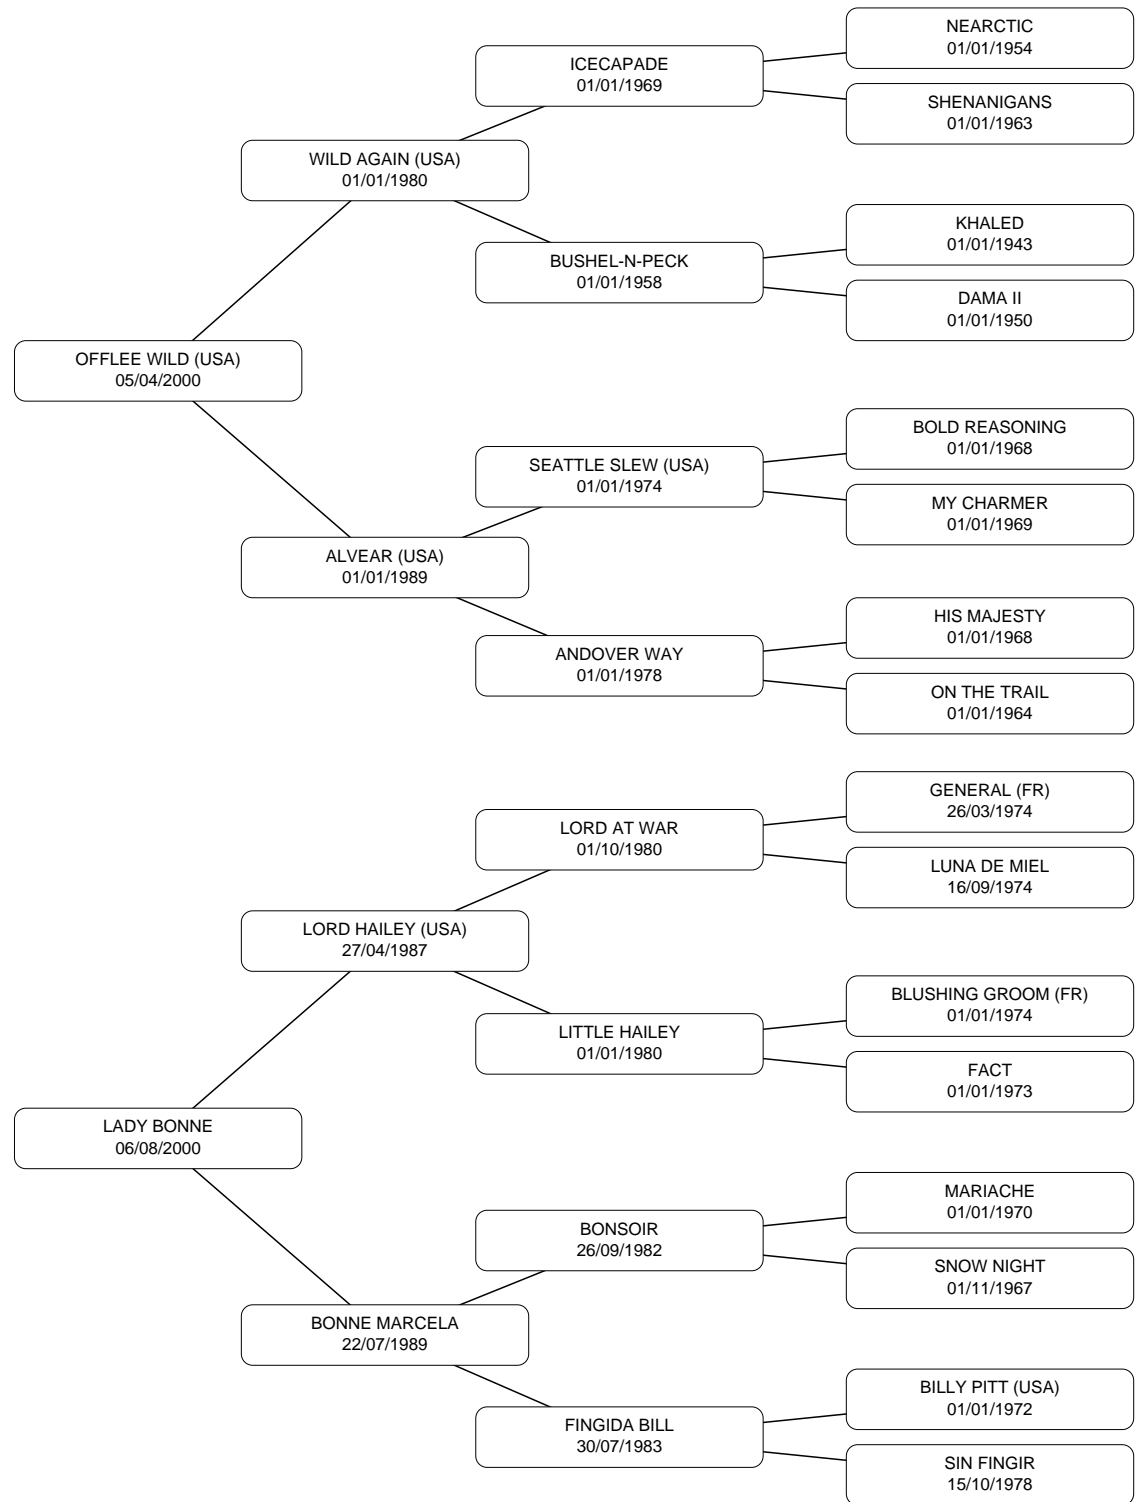 NEARCTIC
01/01/1954
ICECAPADE
01/01/1969
SHENANIGANS
01/01/1963
WILD AGAIN (USA)
01/01/1980
KHALED
01/01/1943
BUSHEL-N-PECK
01/01/1958
DAMA II
01/01/1950
OFFLEE WILD (USA)
05/04/2000
BOLD REASONING
01/01/1968
SEATTLE SLEW (USA)
01/01/1974
MY CHARMER
01/01/1969
ALVEAR (USA)
01/01/1989
HIS MAJESTY
01/01/1968
ANDOVER WAY
01/01/1978
ON THE TRAIL
01/01/1964
GENERAL (FR)
26/03/1974
LORD AT WAR
01/10/1980
LUNA DE MIEL
16/09/1974
LORD HAILEY (USA)
27/04/1987
BLUSHING GROOM (FR)
01/01/1974
LITTLE HAILEY
01/01/1980
FACT
01/01/1973
LADY BONNE
06/08/2000
MARIACHE
01/01/1970
BONSOIR
26/09/1982
SNOW NIGHT
01/11/1967
BONNE MARCELA
22/07/1989
BILLY PITT (USA)
01/01/1972
FINGIDA BILL
30/07/1983
SIN FINGIR
15/10/1978